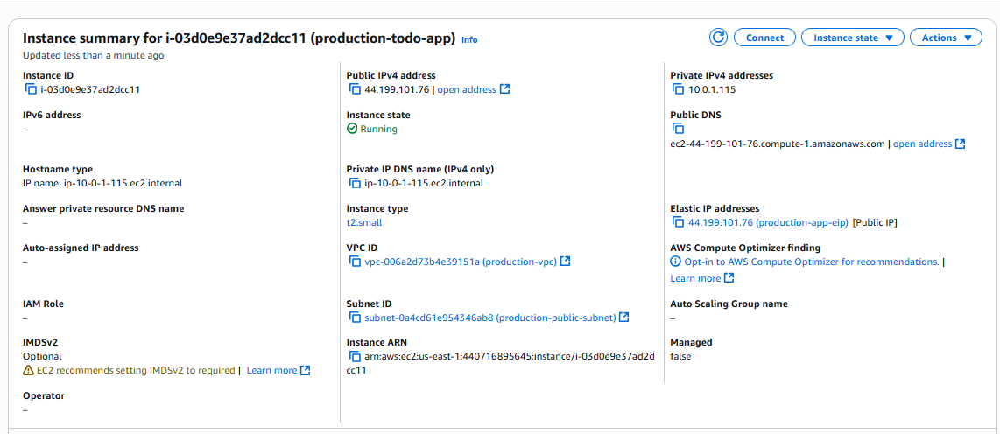 Instance summary for i-03d0e9e37ad2dcc11 (production-todo-app) Info
Connect
Instance state
Actions
Updated less than a minute ago
Instance ID
i-03d0e9e37ad2dcc11
Public IPv4 address
44.199.101.76 | open address
Private IPv4 addresses
10.0.1.115
IPv6 address
–
Instance state
Running
Public DNS
ec2-44-199-101-76.compute-1.amazonaws.com | open address
Hostname type
IP name: ip-10-0-1-115.ec2.internal
Private IP DNS name (IPv4 only)
ip-10-0-1-115.ec2.internal
Answer private resource DNS name
–
Instance type
t2.small
Elastic IP addresses
44.199.101.76 (production-app-eip) [Public IP]
Auto-assigned IP address
–
VPC ID
vpc-006a2d73b4e39151a (production-vpc)
AWS Compute Optimizer finding
Opt-in to AWS Compute Optimizer for recommendations. |
Learn more
IAM Role
–
Subnet ID
subnet-0a4cd61e954346ab8 (production-public-subnet)
Auto Scaling Group name
–
IMDSv2
Optional
EC2 recommends setting IMDSv2 to required | Learn more
Instance ARN
arn:aws:ec2:us-east-1:440716895645:instance/i-03d0e9e37ad2d
cc11
Managed
false
Operator
–